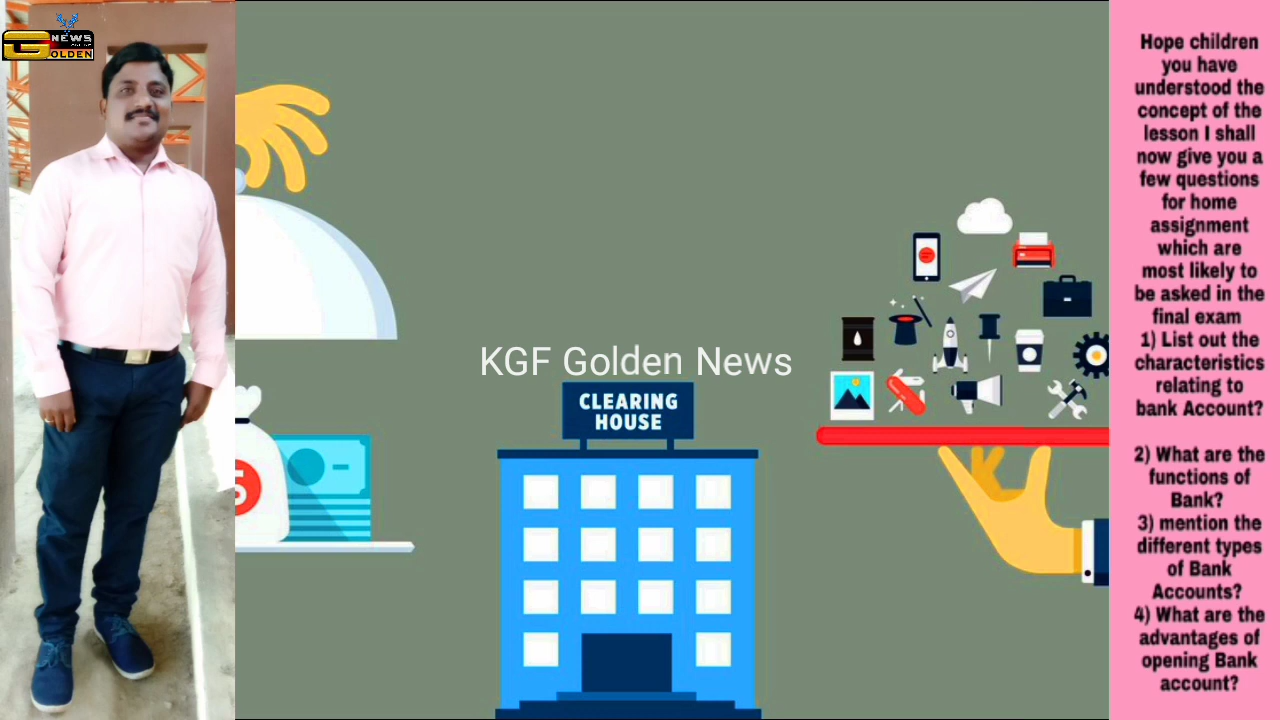 G NEWS
OLDEN
KGF Golden News
CLEARING
HOUSE
$
Hope children
you have
understood the
concept of the
lesson I shall
now give you a
few questions
for home
assignment
which are
most likely to
be asked in the
final exam
1) List out the
characteristics
relating to
bank Account?
2) What are the
functions of
Bank?
3) mention the
different types
of Bank
Accounts?
4) What are the
advantages of
opening Bank
account?